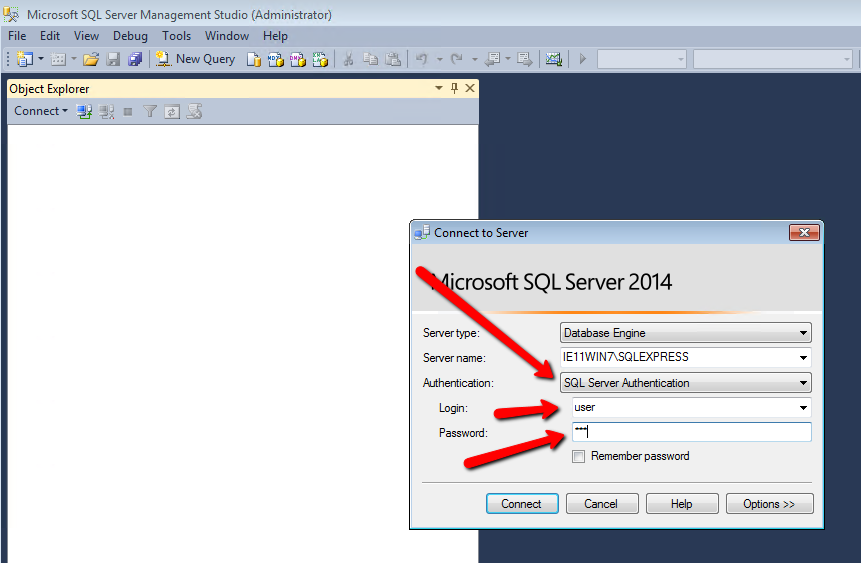 Microsoft SQL Server Management Studio (Administrator)
File Edit View Debug Tools Window Help
New Query
Object Explorer
Connect
Connect to Server
Microsoft SQL Server 2014
Server type: Database Engine
Server name: IE11WIN7\SQLEXPRESS
Authentication: SQL Server Authentication
Login: user
Password: ***
Remember password
Connect Cancel Help Options >>